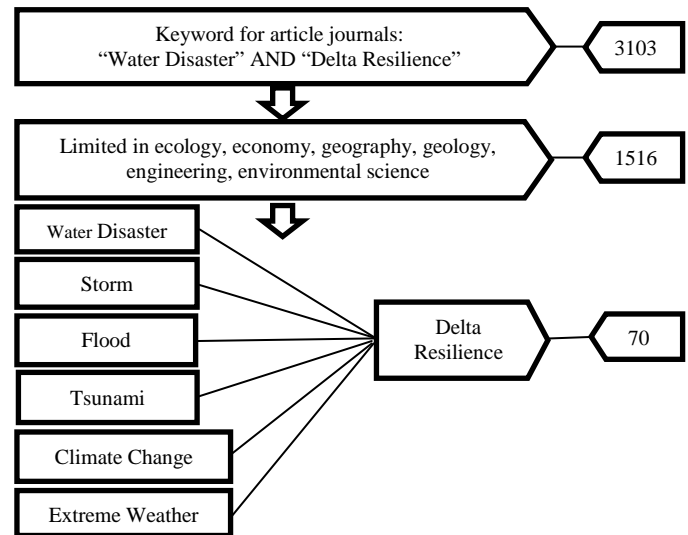 Keyword for article journals:
“Water Disaster” AND “Delta Resilience”
3103
Limited in ecology, economy, geography, geology,
engineering, environmental science
1516
Water Disaster
Storm
Flood
Tsunami
Climate Change
Extreme Weather
Delta
Resilience
70